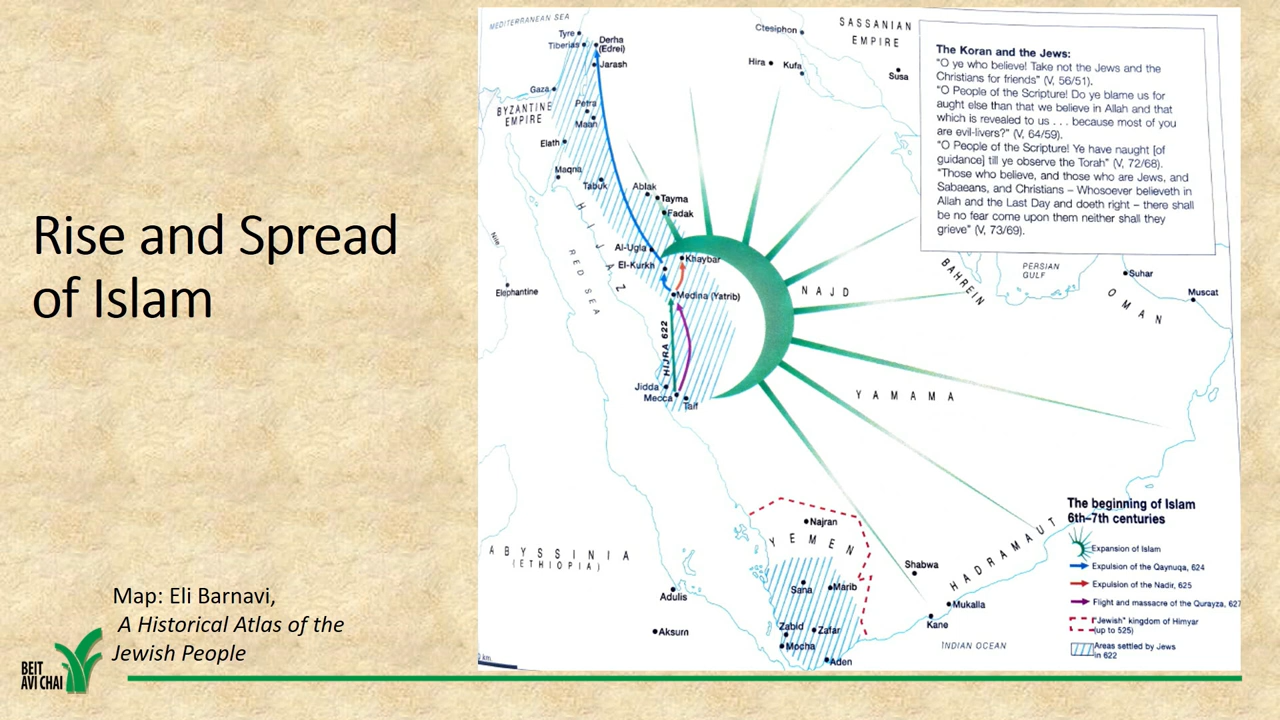 Rise and Spread
of Islam
Map: Eli Barnavi,
A Historical Atlas of the
Jewish People
BEIT
AVI CHAI
MEDITERRANEAN SEA
Tyre
Tiberias
Derha
(Edrei)
Jarash
Gaza
BYZANTINE
EMPIRE
Petra
Maan
Elath
Maqna
Tabuk
Ablak
Tayma
Fadak
Al-Ugla
El-Kurkh
Khaybar
Medina (Yatrib)
HIJAZ
RED SEA
Nile
Elephantine
HIJRA 622
Jidda
Mecca
Taif
Ctesiphon
SASSANIAN
EMPIRE
Hira
Kufa
Susa
The Koran and the Jews:
"O ye who believe! Take not the Jews and the
Christians for friends" (V, 56/51).
"O People of the Scripture! Do ye blame us for
aught else than that we believe in Allah and that
which is revealed to us . . . because most of you
are evil-livers?" (V, 64/59).
"O People of the Scripture! Ye have naught [of
guidance] till ye observe the Torah" (V, 72/68).
"Those who believe, and those who are Jews, and
Sabaeans, and Christians – Whosoever believeth in
Allah and the Last Day and doeth right – there shall
be no fear come upon them neither shall they
grieve" (V, 73/69).
NAJD
BAHREIN
PERSIAN
GULF
Suhar
Muscat
OMAN
YAMAMA
ABYSSINIA
(ETHIOPIA)
Adulis
Aksum
Najran
YEMEN
Sana
Marib
Zabid
Zafar
Mocha
Aden
Shabwa
HADRAMAUT
Mukalla
Kane
INDIAN OCEAN
km
The beginning of Islam
6th–7th centuries
Expansion of Islam
Expulsion of the Qaynuqa, 624
Expulsion of the Nadir, 625
Flight and massacre of the Qurayza, 627
"Jewish" kingdom of Himyar
(up to 525)
Areas settled by Jews
in 622